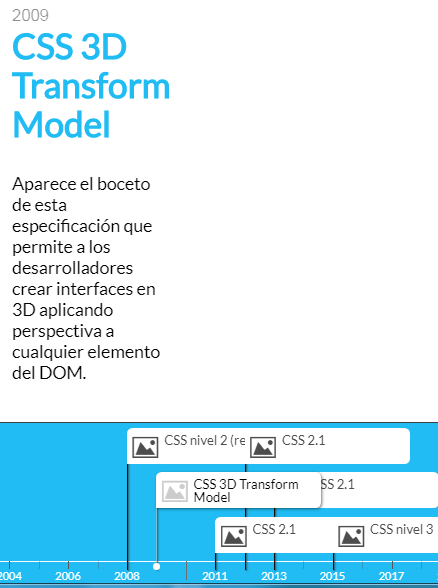 2009
CSS 3D
Transform
Model
Aparece el boceto
de esta
especificación que
permite a los
desarrolladores
crear interfaces en
3D aplicando
perspectiva a
cualquier elemento
del DOM.
CSS nivel 2 (re
CSS 2.1
CSS 3D Transform
Model
SS 2.1
CSS 2.1
CSS nivel 3
2004 2006 2008 2011 2013 2015 2017